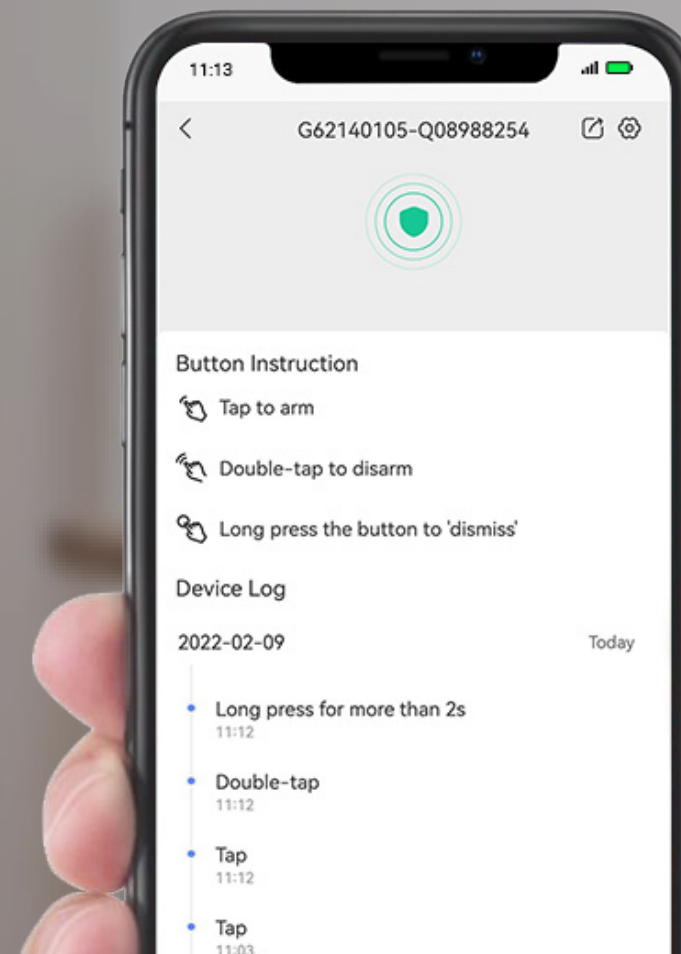 11:13
G62140105-Q08988254
Button Instruction
Tap to arm
Double-tap to disarm
Long press the button to 'dismiss'
Device Log
2022-02-09 Today
Long press for more than 2s
11:12
Double-tap
11:12
Tap
11:12
Tap
11:03